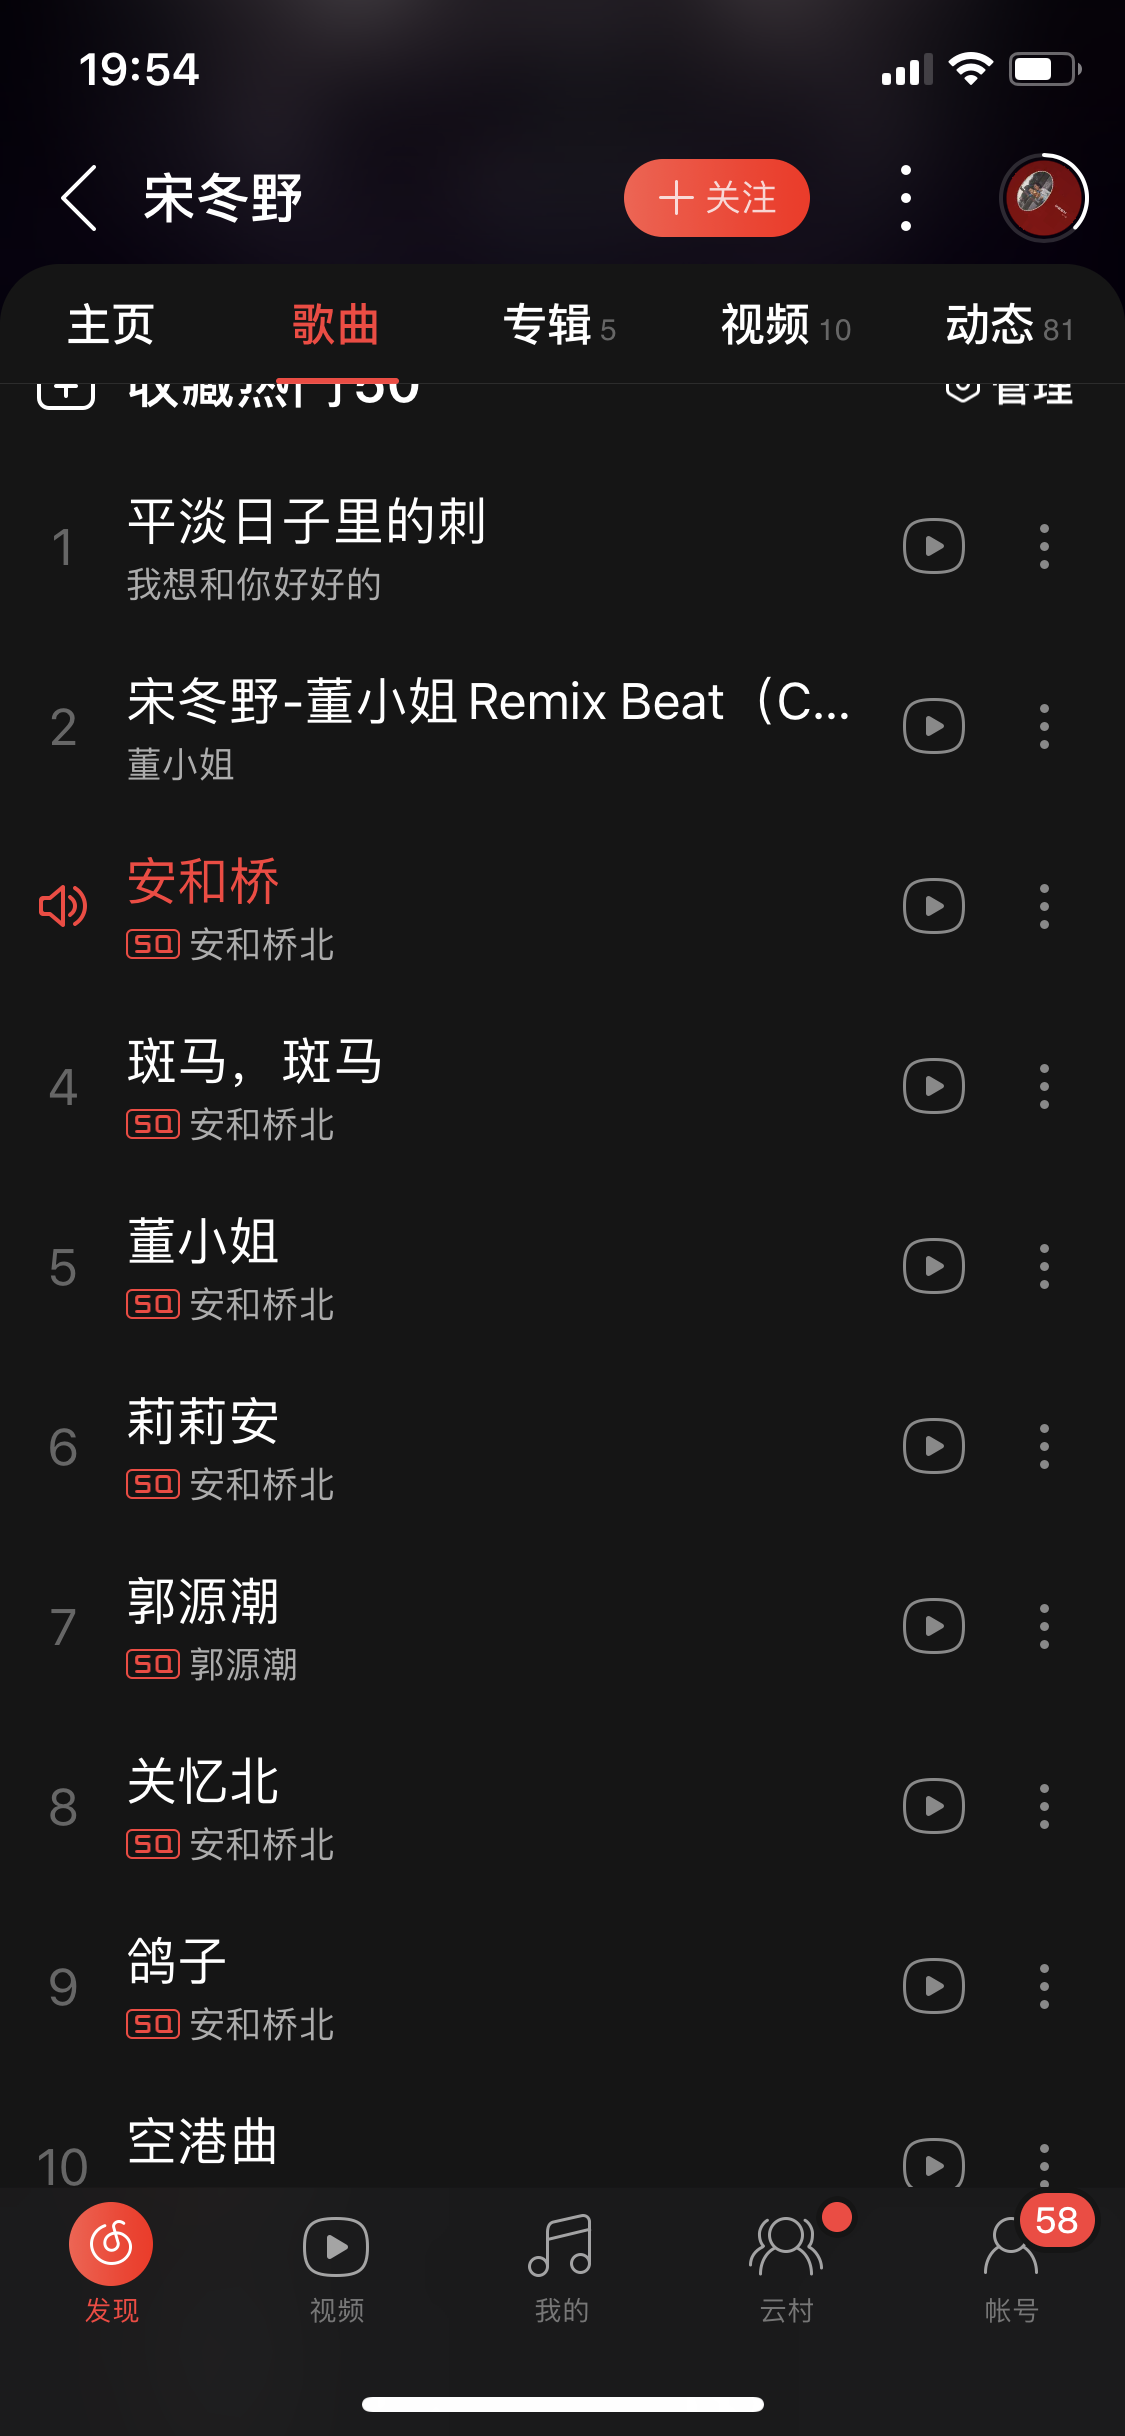 19:54
宋冬野
关注
主页
歌曲
专辑 5
视频 10
动态 81
收藏热门50
管理
1
平淡日子里的刺
我想和你好好的
2
宋冬野-董小姐 Remix Beat（C...
董小姐
安和桥
SQ 安和桥北
4
斑马，斑马
SQ 安和桥北
5
董小姐
SQ 安和桥北
6
莉莉安
SQ 安和桥北
7
郭源潮
SQ 郭源潮
8
关忆北
SQ 安和桥北
9
鸽子
SQ 安和桥北
10
空港曲
58
发现
视频
我的
云村
帐号